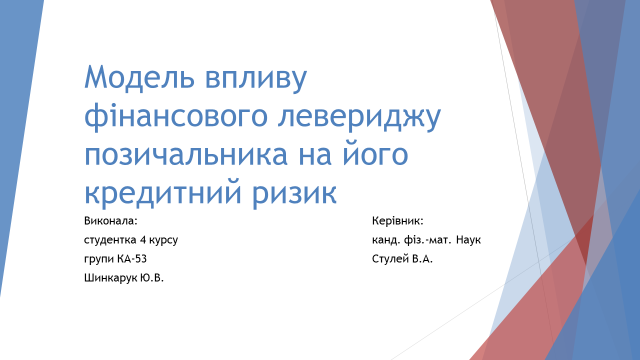 Модель впливу
фінансового левериджу
позичальника на його
кредитний ризик
Виконала:
студентка 4 курсу
групи КА-53
Шинкарук Ю.В.
Керівник:
канд. фіз.-мат. Наук
Стулей В.А.